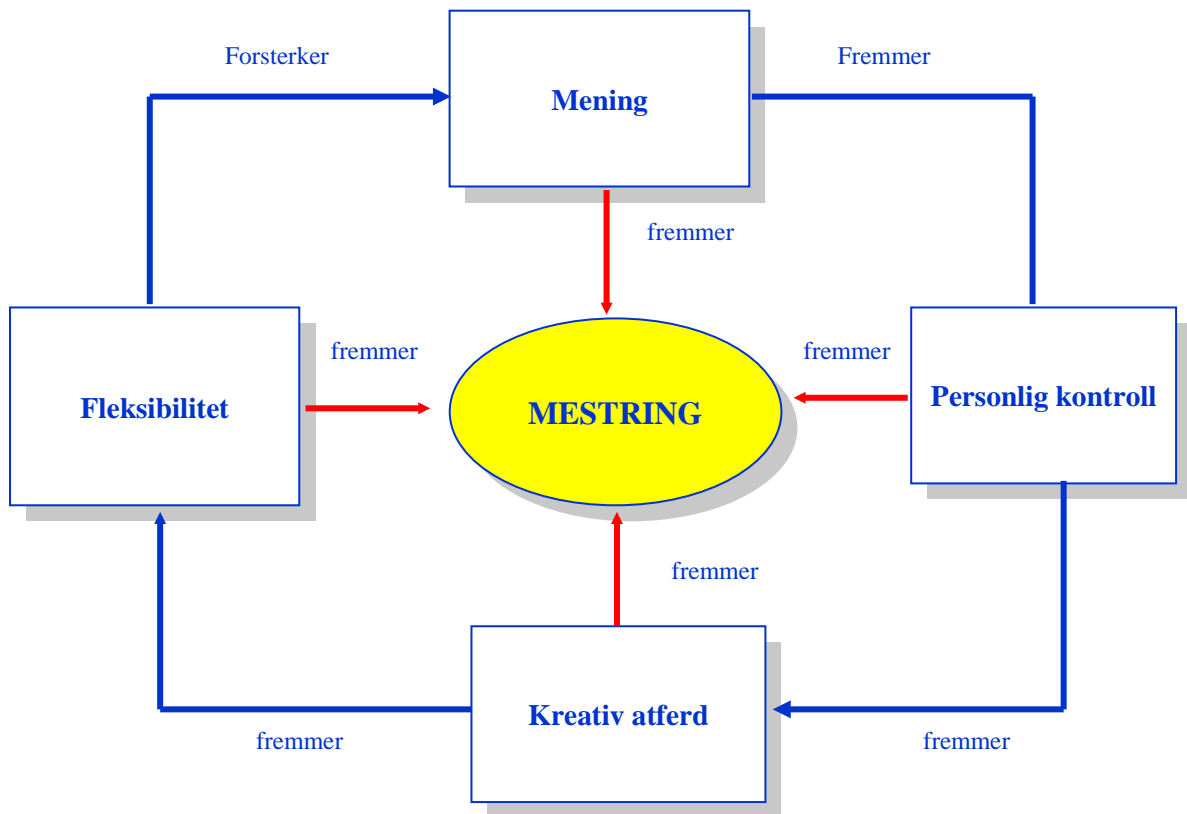 Forsterker
Fremmer
Mening
fremmer
fremmer
fremmer
Fleksibilitet
MESTRING
Personlig kontroll
fremmer
Kreativ atferd
fremmer
fremmer